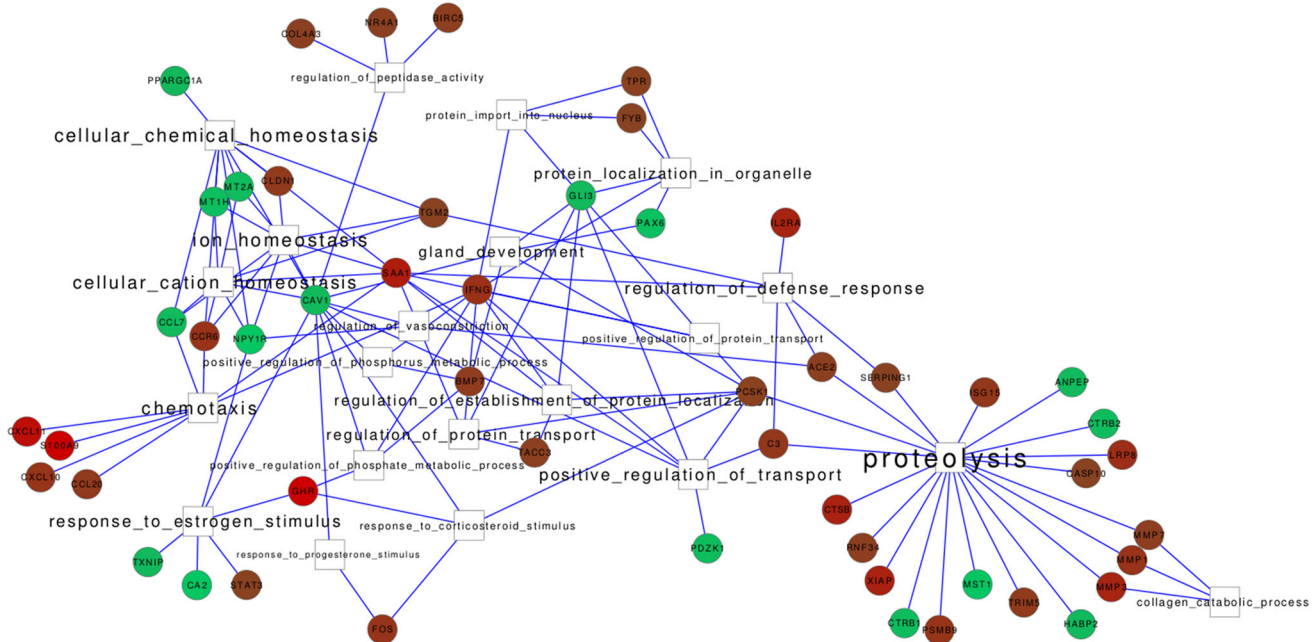 BIRC5
NR4A1
COL4A3
regulation_of_peptidase_activity
PPARGC1A
TPR
protein_import_into_nucleus
FYB
cellular_chemical_homeostasis
protein_localization_in_organelle
CLDN1
MT2A
MT1H
GLI3
TGM2
PAX6
IL2RA
ion_homeostasis
gland_development
SAA1
cellular_cation_homeostasis
IFNG
regulation_of_defense_response
CAV1
CCL7
regulation_of_vasoconstriction
CCR6
NPY1R
positive_regulation_of_protein_transport
positive_regulation_of_phosphorus_metabolic_process
ACE2
SERPING1
BMP7
ANPEP
PCSK1
ISG15
regulation_of_establishment_of_protein_localization
chemotaxis
CTRB2
CXCL11
regulation_of_protein_transport
S100A9
C3
TACC3
LRP8
proteolysis
positive_regulation_of_phosphate_metabolic_process
CASP10
positive_regulation_of_transport
CXCL10
CCL20
GHR
CTSB
response_to_estrogen_stimulus
response_to_corticosteroid_stimulus
MMP7
RNF34
PDZK1
response_to_progesterone_stimulus
MMP1
TXNIP
XIAP
CA2
STAT3
MST1
MMP3
TRIM5
collagen_catabolic_process
CTRB1
HABP2
FOS
PSMB9